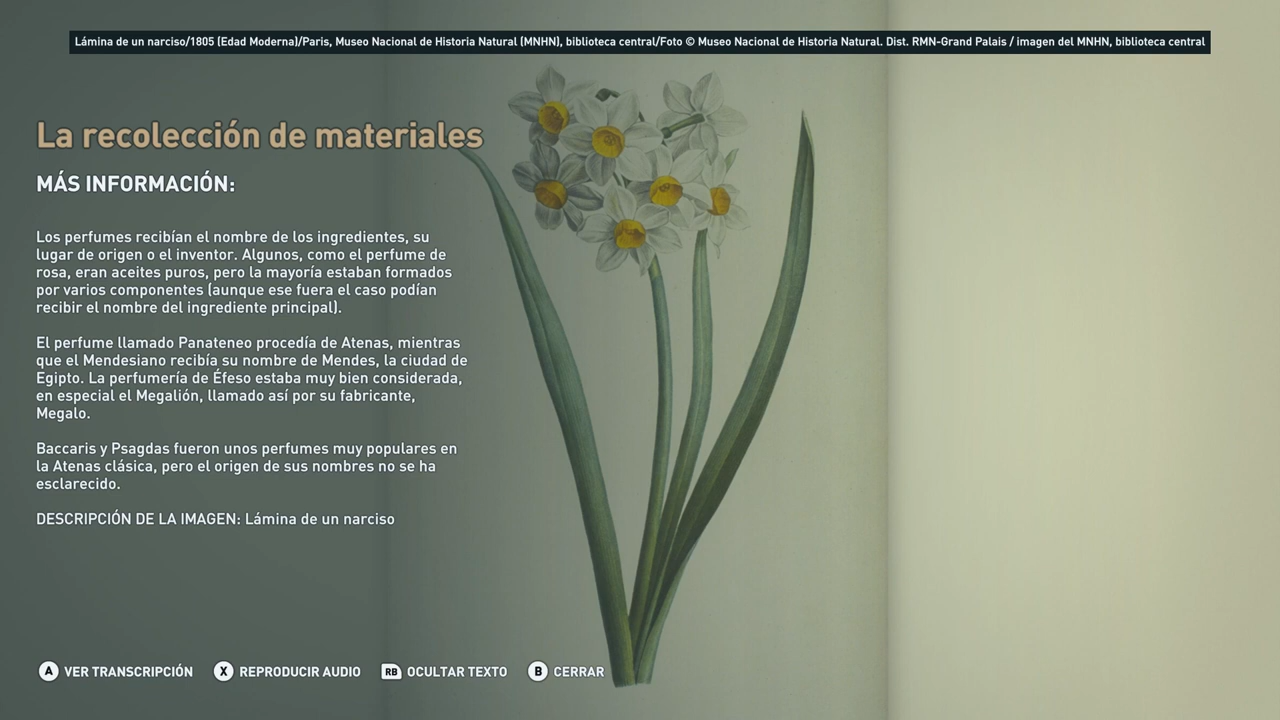 Lámina de un narciso/1805 (Edad Moderna)/Paris, Museo Nacional de Historia Natural (MNHN), biblioteca central/Foto © Museo Nacional de Historia Natural. Dist. RMN-Grand Palais / imagen del MNHN, biblioteca central
La recolección de materiales
MÁS INFORMACIÓN:
Los perfumes recibían el nombre de los ingredientes, su
lugar de origen o el inventor. Algunos, como el perfume de
rosa, eran aceites puros, pero la mayoría estaban formados
por varios componentes (aunque ese fuera el caso podían
recibir el nombre del ingrediente principal).
El perfume llamado Panateneo procedía de Atenas, mientras
que el Mendesiano recibía su nombre de Mendes, la ciudad de
Egipto. La perfumería de Éfeso estaba muy bien considerada,
en especial el Megalión, llamado así por su fabricante,
Megalo.
Baccaris y Psagdas fueron unos perfumes muy populares en
la Atenas clásica, pero el origen de sus nombres no se ha
esclarecido.
DESCRIPCIÓN DE LA IMAGEN: Lámina de un narciso
A VER TRANSCRIPCIÓN X REPRODUCIR AUDIO RB OCULTAR TEXTO B CERRAR